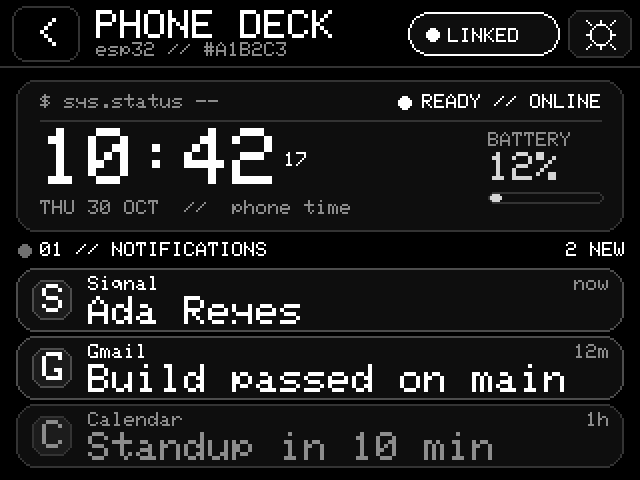 PHONE DECK
esp32 // #A1B2C3
LINKED
$ sys.status --
READY // ONLINE
10:42 17
BATTERY
12%
THU 30 OCT // phone time
01 // NOTIFICATIONS
2 NEW
S
Signal
now
Ada Reyes
G
Gmail
12m
Build passed on main
C
Calendar
1h
Standup in 10 min